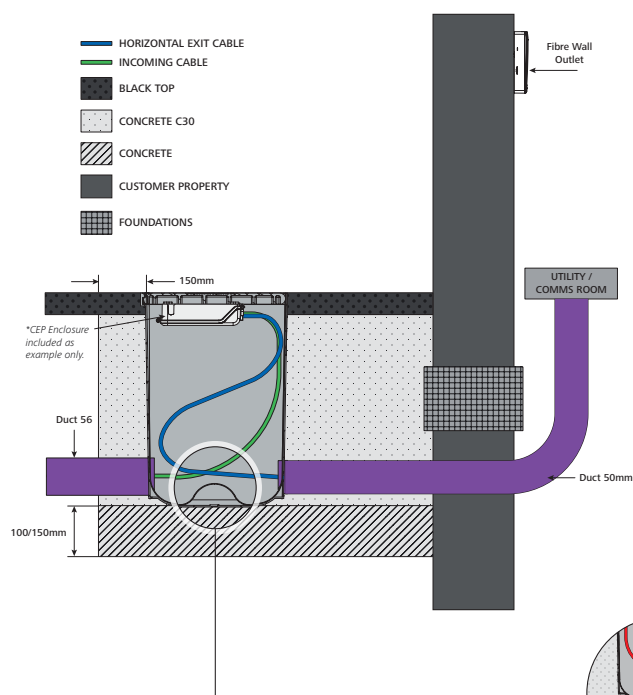 HORIZONTAL EXIT CABLE
INCOMING CABLE
BLACK TOP
CONCRETE C30
CONCRETE
CUSTOMER PROPERTY
FOUNDATIONS
Fibre Wall
Outlet
150mm
UTILITY /
COMMS ROOM
*CEP Enclosure
included as
example only.
Duct 56
Duct 50mm
100/150mm